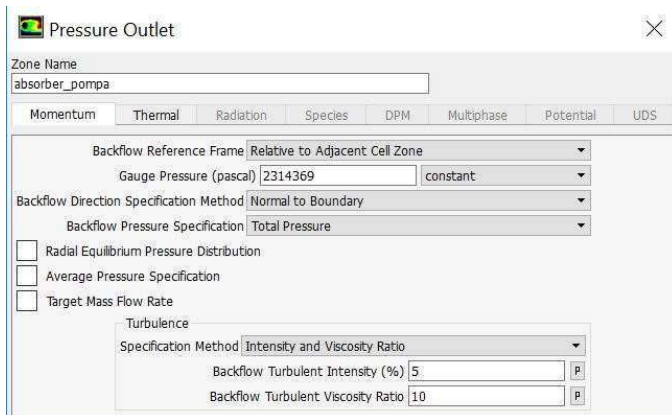 Pressure Outlet
Zone Name
absorber_pompa
Momentum Thermal Radiation Species DPM Multiphase Potential UDS
Backflow Reference Frame Relative to Adjacent Cell Zone
Gauge Pressure (pascal) 2314369 constant
Backflow Direction Specification Method Normal to Boundary
Backflow Pressure Specification Total Pressure
Radial Equilibrium Pressure Distribution
Average Pressure Specification
Target Mass Flow Rate
Turbulence
Specification Method Intensity and Viscosity Ratio
Backflow Turbulent Intensity (%) 5 P
Backflow Turbulent Viscosity Ratio 10 P